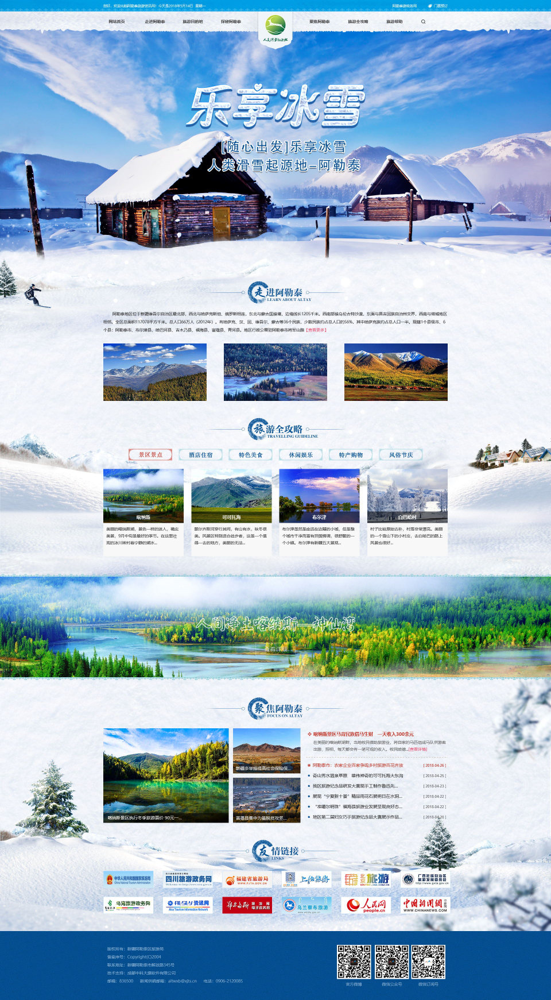 您好，欢迎光临阿勒泰旅游资讯网！今天是2018年5月14日 星期一
阿勒泰游政务网
门票预订
网站首页
走进阿勒泰
旅游目的地
探秘阿勒泰
人类滑雪起源地
聚焦阿勒泰
旅游全攻略
旅游帮助
乐享冰雪
[随心出发]乐享冰雪
人类滑雪起源地–阿勒泰
走进阿勒泰
LEARN ABOUT ALTAY
阿勒泰地区位于新疆维吾尔自治区最北部，西北与哈萨克斯坦、俄罗斯相连，东北与蒙古国接壤，边境线长1205千米。西南部接乌伦古特沙漠，东面与昌吉回族自治州交界，西南与塔城地区
相邻。全区总面积117078平方千米。总人口66万人（2012年）。有哈萨克、汉、回、维吾尔、蒙古等36个民族，少数民族约占总人口的56%，其中哈萨克族约占总人口一半。现辖1个县级市、6
个县：阿勒泰市、布尔津县、哈巴河县、吉木乃县、福海县、富蕴县、青河县。地区行政公署驻阿勒泰市将军山路【查看更多】
旅游全攻略
TRAVELLING GUIDELINE
景区景点
酒店住宿
特色美食
休闲娱乐
特产购物
风俗节庆
喀纳斯
可可托海
布尔津
白巴哈村
美丽的喀纳斯湖，景色一样的迷人，确实
美景，9月中旬是最好的季节。在这里壮
观的冰川映衬着宁静的湖水...
额尔齐斯河穿行其间，有山有水，秋冬很
美。风景区特别适合徒步者，这是一个值
得一去的地方，美丽的无法...
布尔津虽然是座远在边陲的小城，但是整
个城市干净而富有异国情调，很舒服的一
个小镇。布尔津有新疆五大景观...
村子比较原始古朴，村落非常漂亮。美丽
的一个雪山下的小村庄，去白哈巴的路上
风景也很好...
人间净土喀纳斯—神仙湾
查看详细
聚焦阿勒泰
FOCUS ON ALTAY
喀纳斯景区执行冬季旅游票价 90元一...
新疆多举措提高社会保险保...
富蕴县集中力量脱贫攻坚...
喀纳斯景区马背民族借马生财 一天收入300余元
在美丽的喀纳斯湖畔，当地牧民借助旅游业，将自家的马匹组成马队供游客
出游、照相，每天都会有一笔可观的收入。牧民哈德...[查看详情]
阿勒泰市：农家企业百家争鸣乡村旅游百花齐放 [ 2018-04-26 ]
奇山秀水温泉草原 雄伟神奇的可可托海大东沟 [ 2018-04-25 ]
我区旅游纪念品研发大赛现手工制作鲁迅先... [ 2018-04-23 ]
展现“宁夏新十景”精品雨花石展明日在水洞... [ 2018-04-22 ]
“准噶尔明珠”福海县旅游业发展呈现良好态... [ 2018-04-22 ]
地区第二届妇女巧手旅游纪念品大赛展示作品... [ 2018-04-20 ]
友情链接
LINKS
中华人民共和国国家旅游局
China National Tourism Administration
四川旅游政务网
福建省旅游局
WWW.FJTA.GOV.CN
上海旅游
旅游
广西壮族自治区
旅游发展委员会
http://www.gxta.gov.cn
乌海旅游政务网
资讯网
Alxa Tourism Information Network
鄂尔多斯
旅游局
电子政务网
乌兰察布旅游
人民网
people.cn
中国新闻网
WWW.CHINANEWS.COM
版权所有：新疆阿勒泰区旅游局
备案序号：Copyright(C)2004
联系地址：新疆阿勒泰市解放路345号
技术支持：成都中科大旗软件有限公司
邮编：836500 新闻供稿邮箱：altwxb@xjts.cn 电话：0906-2120085
官方微博
微信公众号
微信订阅号